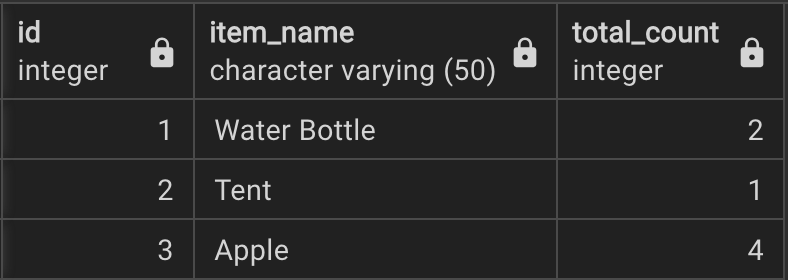 id item_name total_count
integer character varying (50) integer
1 Water Bottle 2
2 Tent 1
3 Apple 4